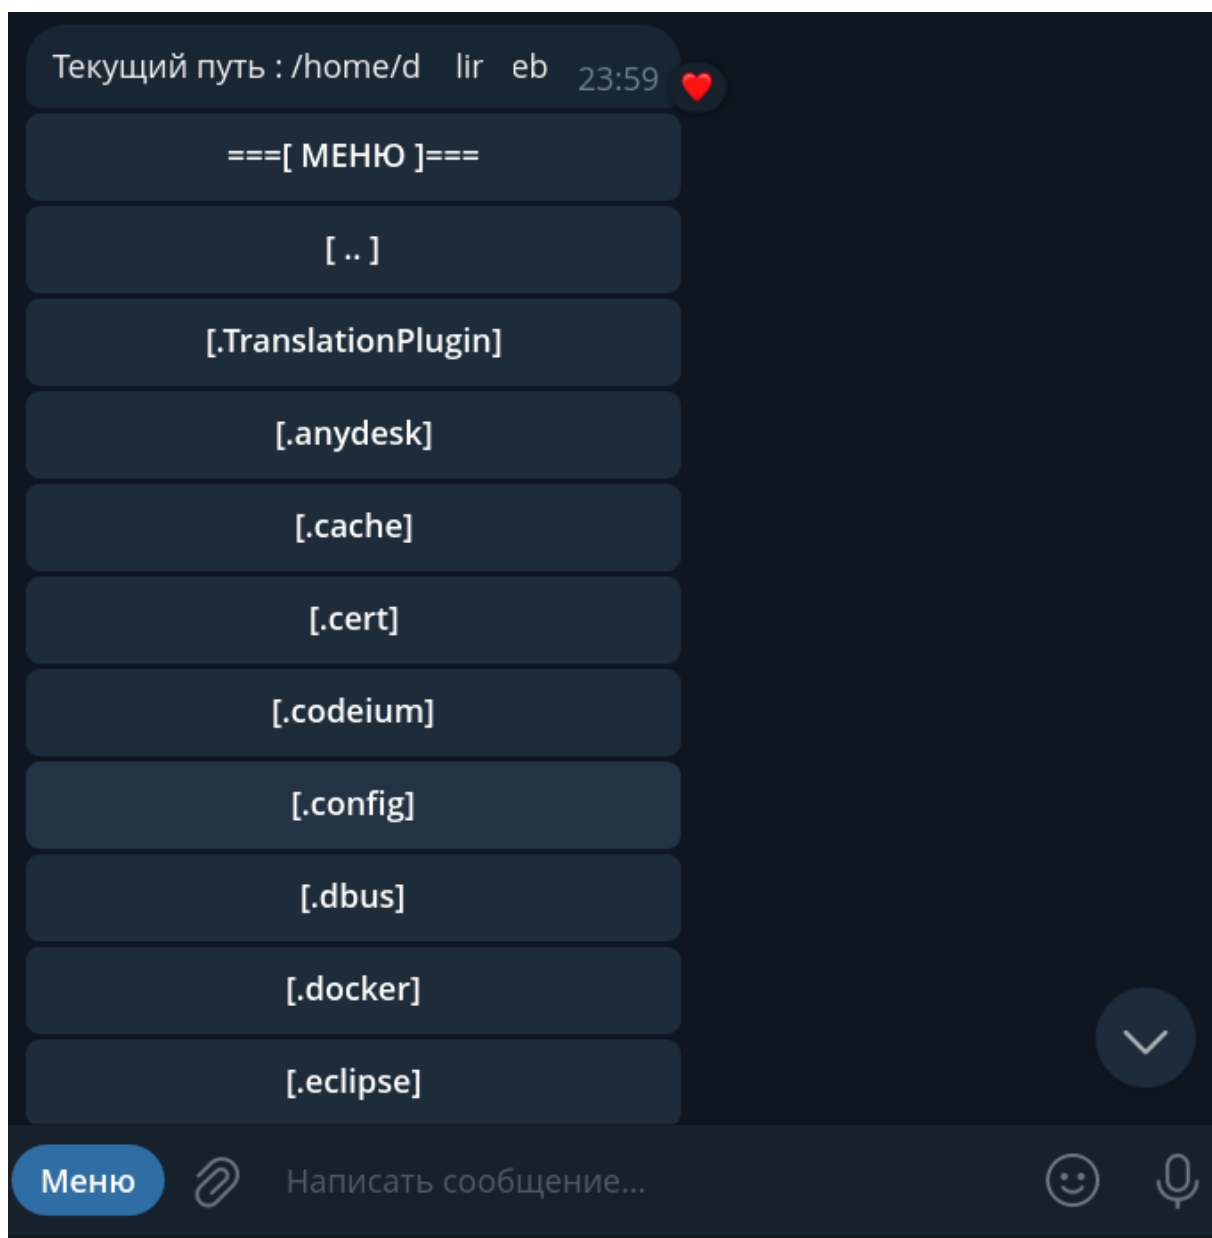 Текущий путь : /home/d lir eb 23:59
===[ МЕНЮ ]===
[ .. ]
[.TranslationPlugin]
[.anydesk]
[.cache]
[.cert]
[.codeium]
[.config]
[.dbus]
[.docker]
[.eclipse]
Меню Написать сообщение...